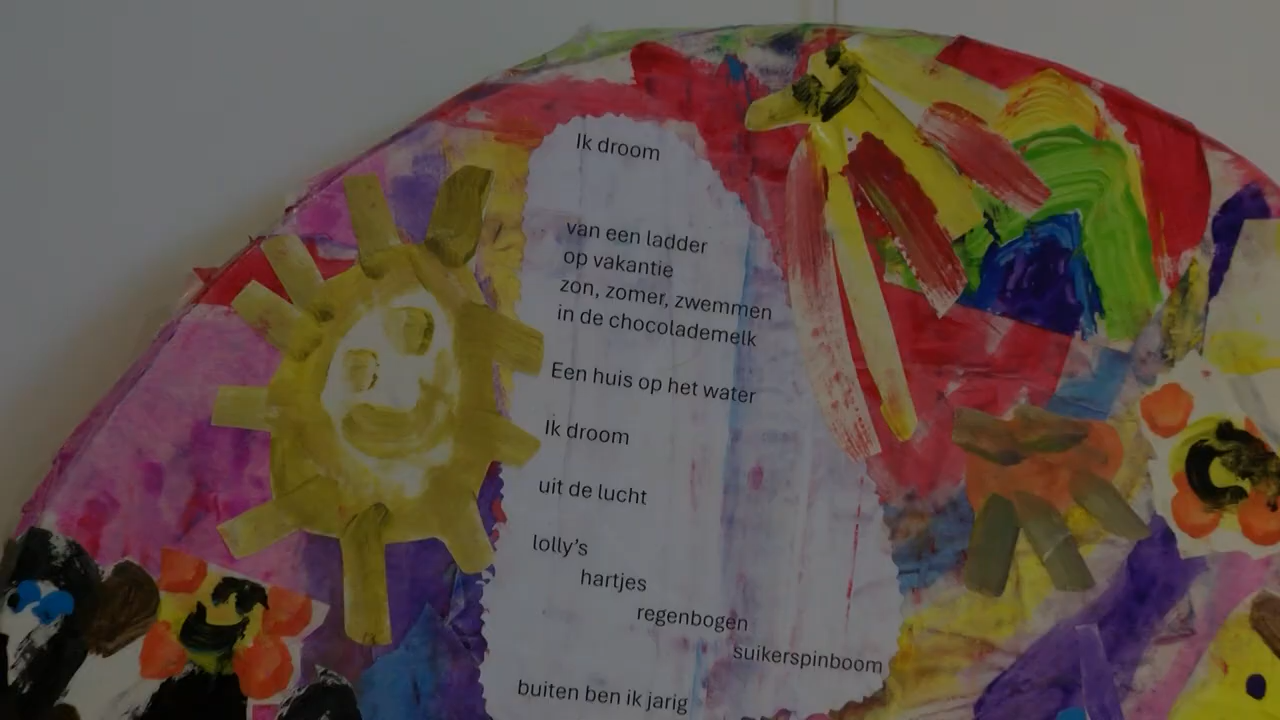 Ik droom
van een ladder
op vakantie
zon, zomer, zwemmen
in de chocolademelk
Een huis op het water
Ik droom
uit de lucht
lolly's
hartjes
regenbogen
suikerspinboom
buiten ben ik jarig